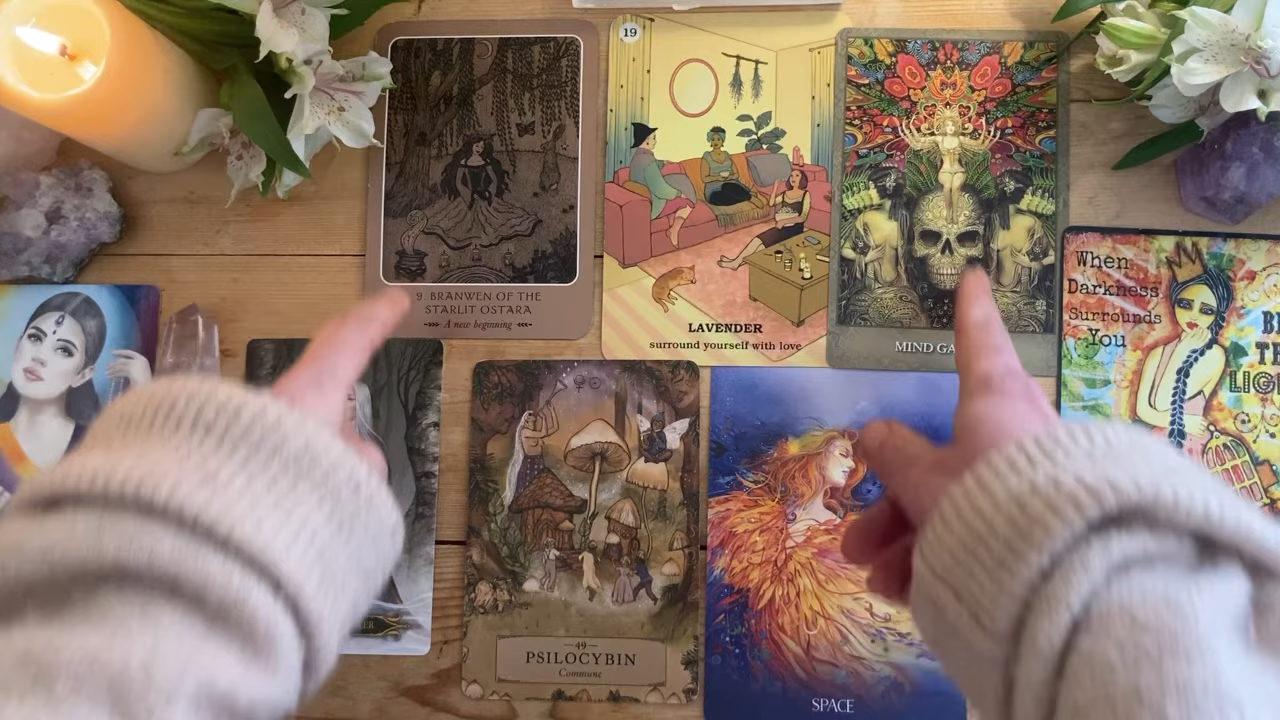 9. BRANWEN OF THE
STARLIT OSTARA
A new beginning
19
LAVENDER
surround yourself with love
MIND
When
Darkness
Surrounds
You
49
PSILOCYBIN
Commune
SPACE